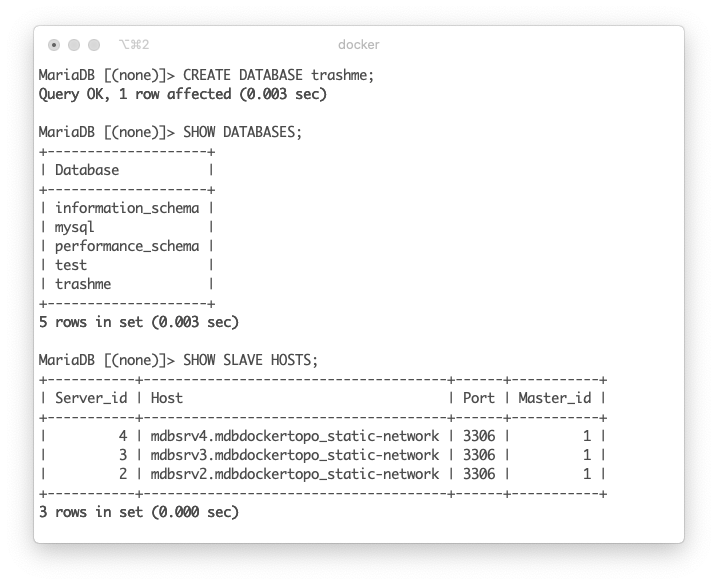 ⌥⌘2 docker
MariaDB [(none)]> CREATE DATABASE trashme;
Query OK, 1 row affected (0.003 sec)
MariaDB [(none)]> SHOW DATABASES;
+--------------------+
| Database           |
+--------------------+
| information_schema |
| mysql              |
| performance_schema |
| test               |
| trashme            |
+--------------------+
5 rows in set (0.003 sec)
MariaDB [(none)]> SHOW SLAVE HOSTS;
+-----------+--------------------------------------+------+-----------+
| Server_id | Host                                 | Port | Master_id |
+-----------+--------------------------------------+------+-----------+
|         4 | mdbsrv4.mdbdockertopo_static-network | 3306 |         1 |
|         3 | mdbsrv3.mdbdockertopo_static-network | 3306 |         1 |
|         2 | mdbsrv2.mdbdockertopo_static-network | 3306 |         1 |
+-----------+--------------------------------------+------+-----------+
3 rows in set (0.000 sec)